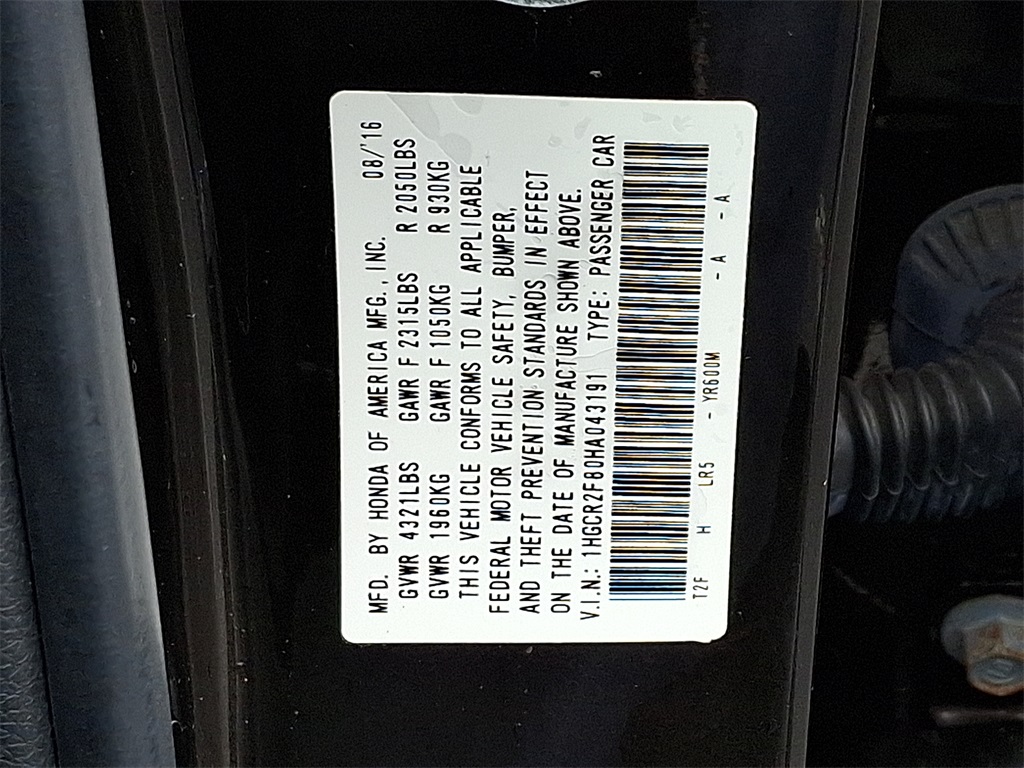 MFD. BY HONDA OF AMERICA MFG., INC. 08/'16
GVWR 4321LBS GAWR F 2315LBS R 2050LBS
GVWR 1960KG GAWR F 1050KG R 930KG
THIS VEHICLE CONFORMS TO ALL APPLICABLE
FEDERAL MOTOR VEHICLE SAFETY, BUMPER,
AND THEFT PREVENTION STANDARDS IN EFFECT
ON THE DATE OF MANUFACTURE SHOWN ABOVE.
V.I.N.: 1HGCR2F80HA043191 TYPE: PASSENGER CAR
T2F H LR5 - YR600M - A - A